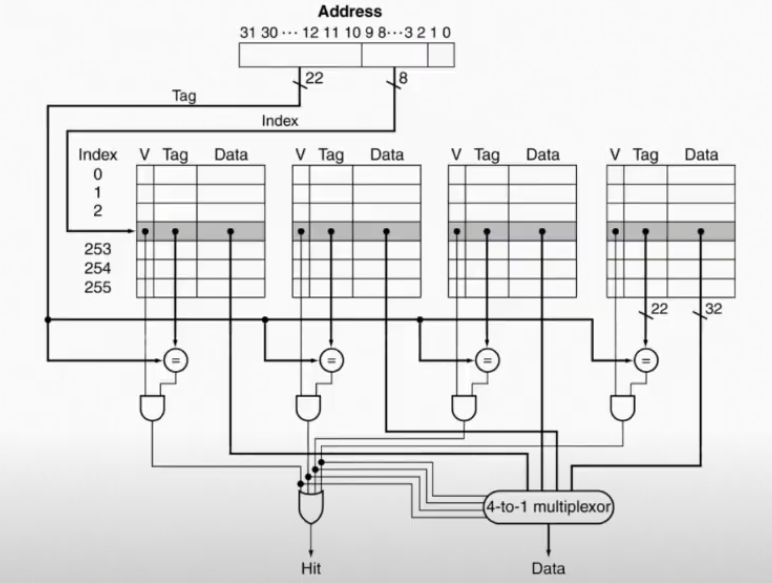 Address
31 30 ··· 12 11 10 9 8···3 2 1 0
22
8
Tag
Index
Index V Tag Data V Tag Data V Tag Data V Tag Data
0
1
2
253
254
255
22 32
= = = =
4-to-1 multiplexor
Hit Data